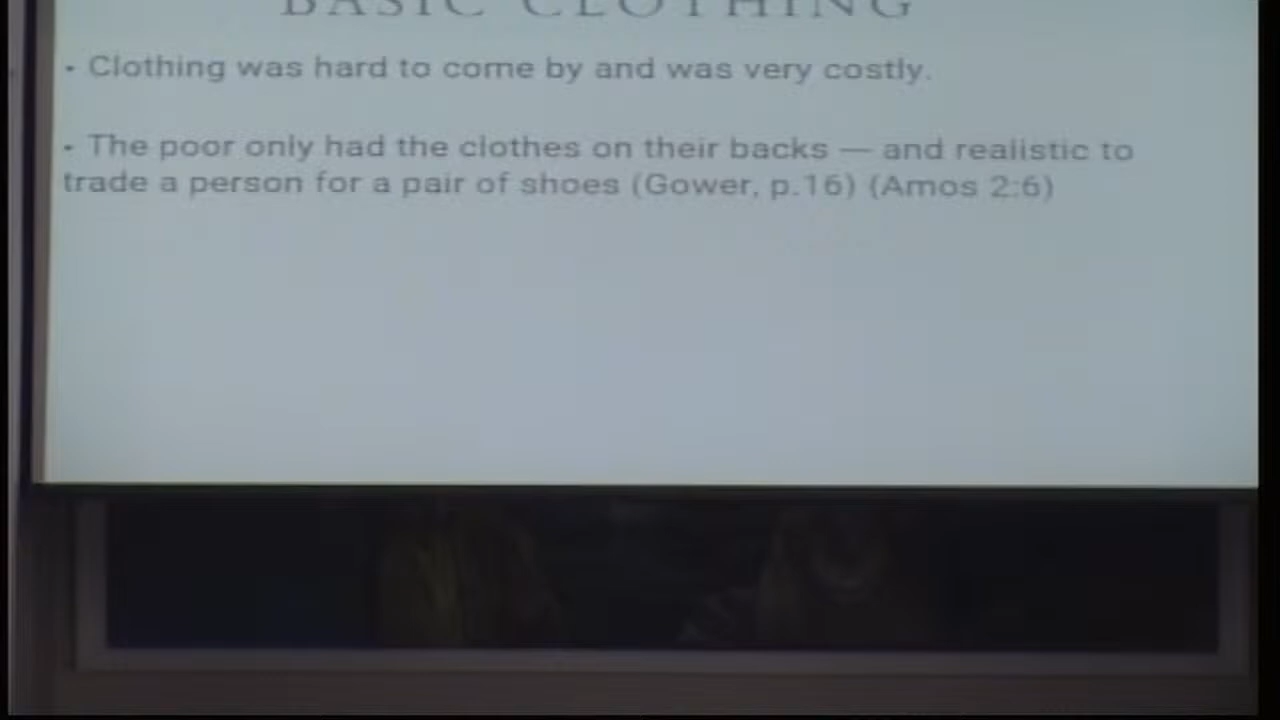 BASIC CLOTHING
• Clothing was hard to come by and was very costly.
• The poor only had the clothes on their backs — and realistic to
trade a person for a pair of shoes (Gower, p.16) (Amos 2:6)